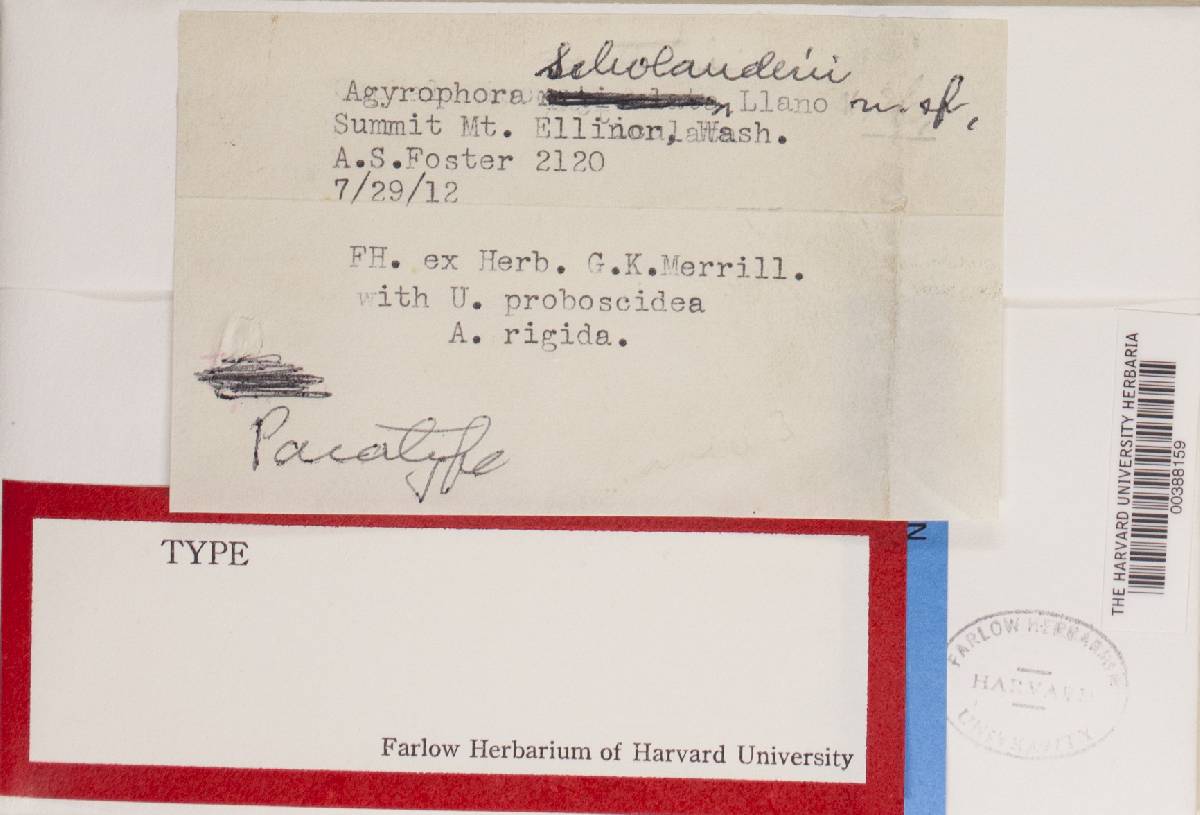 Scholanderii
Agyrophora Llano n. sp.
Summit Mt. Ellinor, Wash.
A.S.Foster 2120
7/29/12
FH. ex Herb. G.K.Merrill.
with U. proboscidea
A. rigida.
Paratype
TYPE
Farlow Herbarium of Harvard University
N
THE HARVARD UNIVERSITY HERBARIA
00388159
FARLOW HERBARIUM
HARVARD
UNIVERSITY